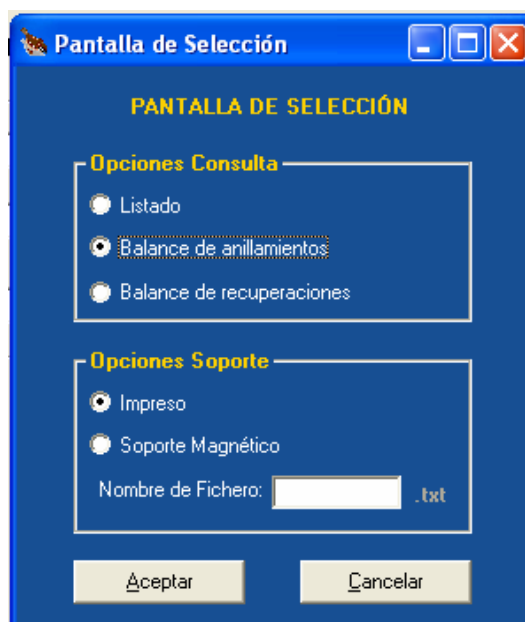 Pantalla de Selección
PANTALLA DE SELECCIÓN
Opciones Consulta
Listado
Balance de anillamientos
Balance de recuperaciones
Opciones Soporte
Impreso
Soporte Magnético
Nombre de Fichero: .txt
Aceptar Cancelar